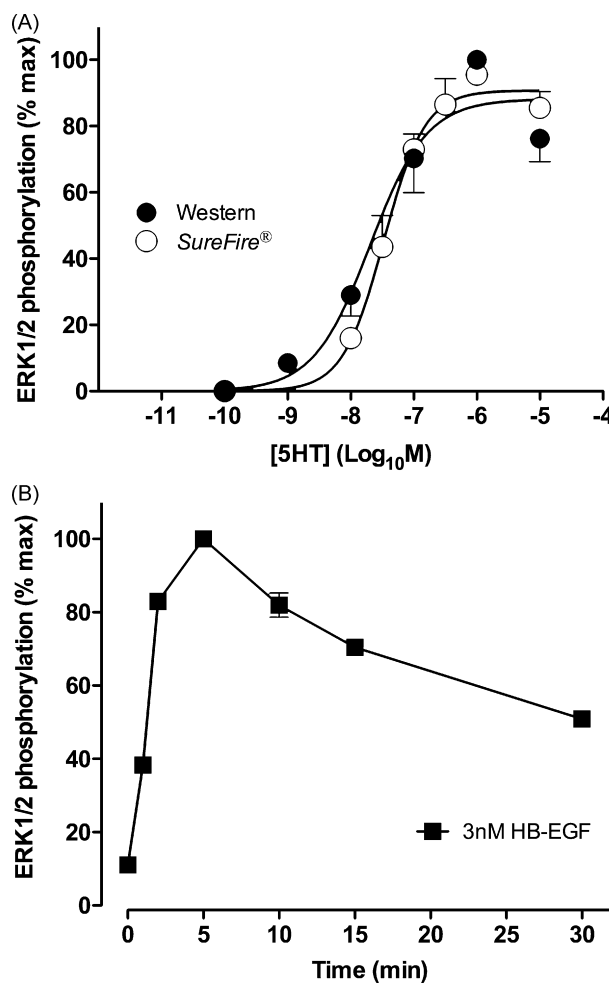 (A)
ERK1/2 phosphorylation (% max)
100
80
60
40
20
0
Western
SureFire®
-11 -10 -9 -8 -7 -6 -5 -4
[5HT] (Log10M)
(B)
ERK1/2 phosphorylation (% max)
100
80
60
40
20
0
3nM HB-EGF
0 5 10 15 20 25 30
Time (min)